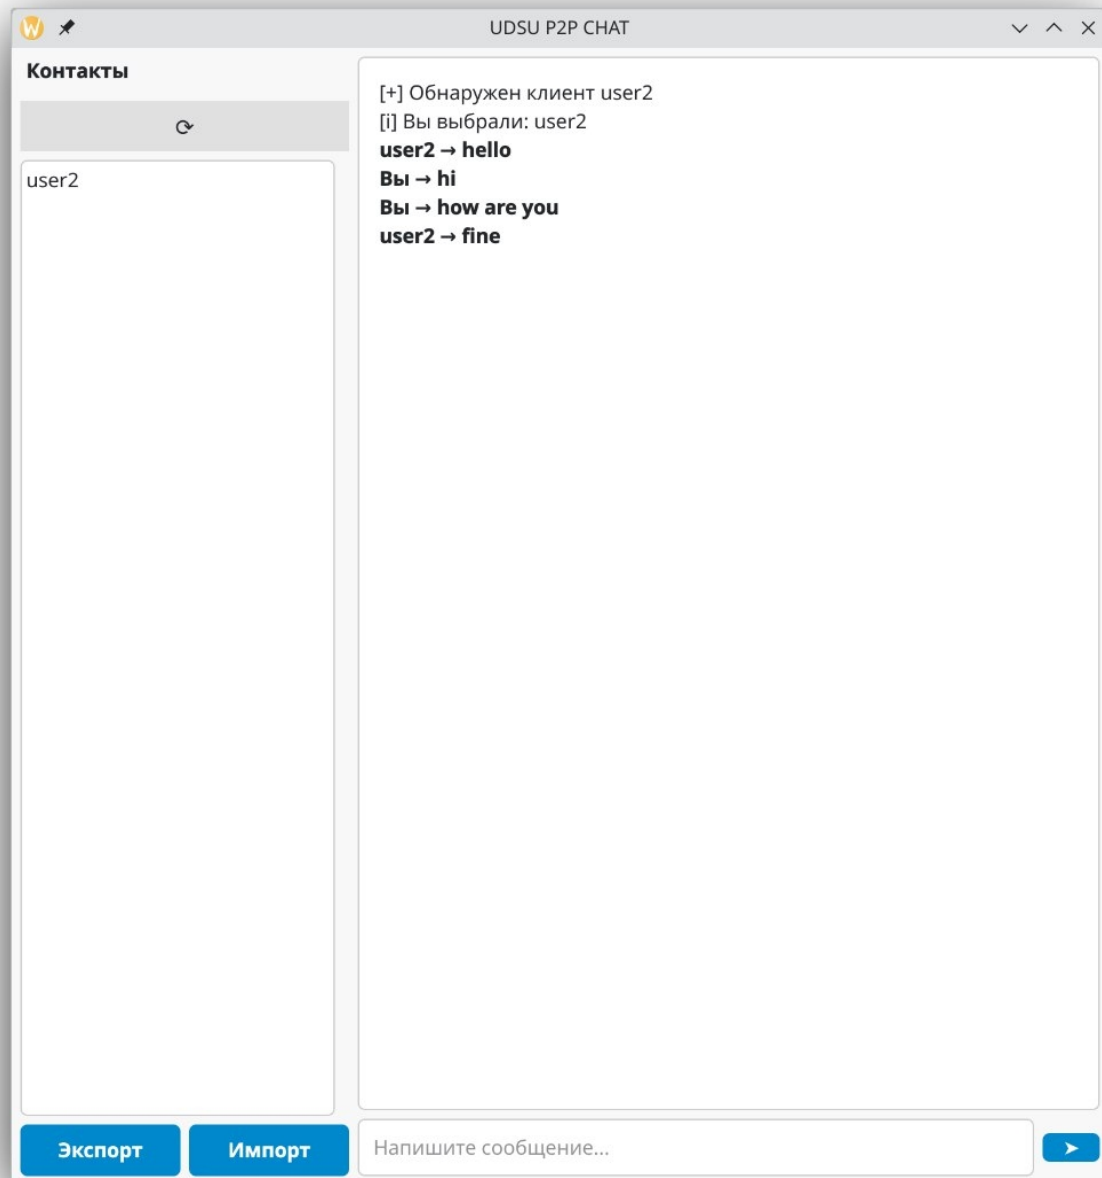 UDSU P2P CHAT
Контакты
user2
[+] Обнаружен клиент user2
[i] Вы выбрали: user2
user2 → hello
Вы → hi
Вы → how are you
user2 → fine
Экспорт
Импорт
Напишите сообщение...